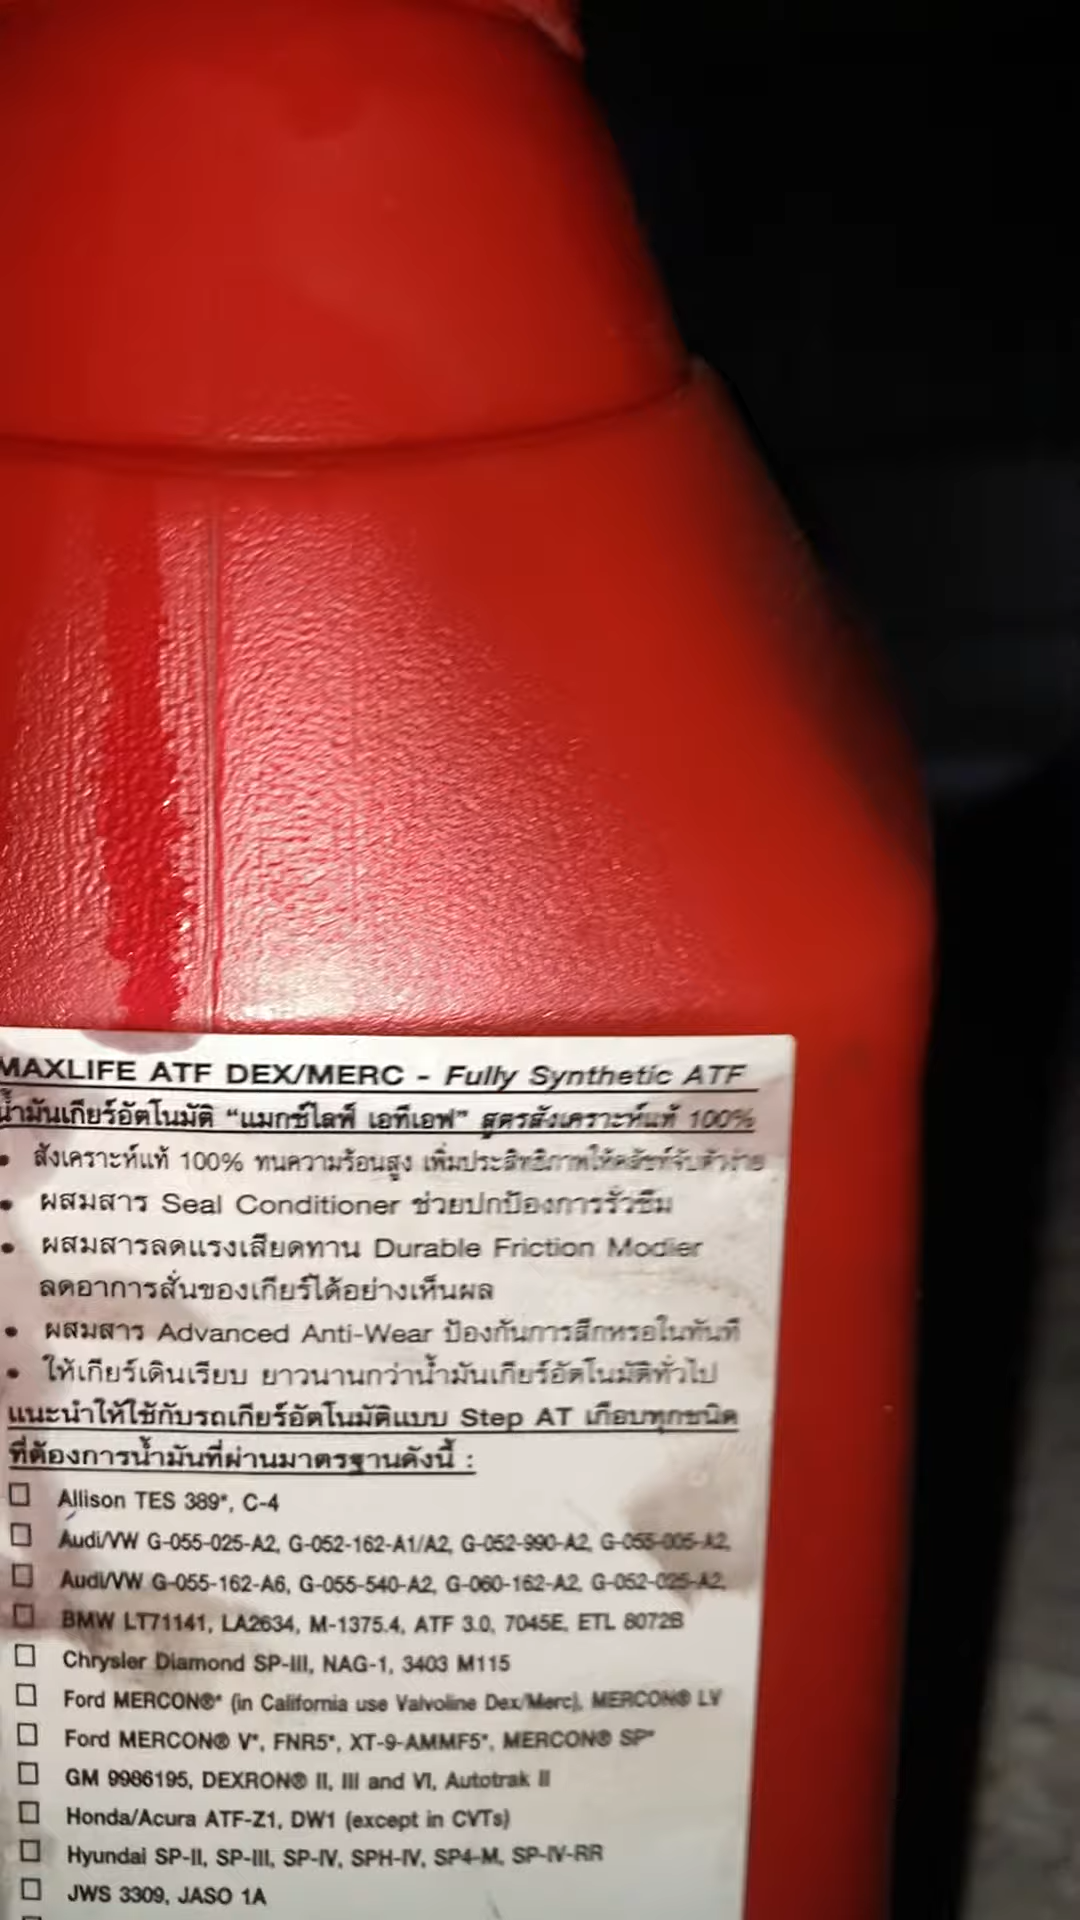 MAXLIFE ATF DEX/MERC - Fully Synthetic ATF
น้ำมันเกียร์อัตโนมัติ “แมกซ์ไลฟ์ เอทีเอฟ” สูตรสังเคราะห์แท้ 100%
• สังเคราะห์แท้ 100% ทนความร้อนสูง เพิ่มประสิทธิภาพให้คลัทช์จับตัวง่าย
• ผสมสาร Seal Conditioner ช่วยปกป้องการรั่วซึม
• ผสมสารลดแรงเสียดทาน Durable Friction Modier
ลดอาการสั่นของเกียร์ได้อย่างเห็นผล
• ผสมสาร Advanced Anti-Wear ป้องกันการสึกหรอในทันที
• ให้เกียร์เดินเรียบ ยาวนานกว่าน้ำมันเกียร์อัตโนมัติทั่วไป
แนะนำให้ใช้กับรถเกียร์อัตโนมัติแบบ Step AT เกือบทุกชนิด
ที่ต้องการน้ำมันที่ผ่านมาตรฐานดังนี้ :
☐ Allison TES 389*, C-4
☐ Audi/VW G-055-025-A2, G-052-162-A1/A2, G-052-990-A2, G-055-005-A2,
☐ Audi/VW G-055-162-A6, G-055-540-A2, G-060-162-A2, G-052-025-A2,
☐ BMW LT71141, LA2634, M-1375.4, ATF 3.0, 7045E, ETL 8072B
☐ Chrysler Diamond SP-III, NAG-1, 3403 M115
☐ Ford MERCON®* (in California use Valvoline Dex/Merc), MERCON® LV
☐ Ford MERCON® V*, FNR5*, XT-9-AMMF5*, MERCON® SP*
☐ GM 9986195, DEXRON® II, III and VI, Autotrak II
☐ Honda/Acura ATF-Z1, DW1 (except in CVTs)
☐ Hyundai SP-II, SP-III, SP-IV, SPH-IV, SP4-M, SP-IV-RR
☐ JWS 3309, JASO 1A